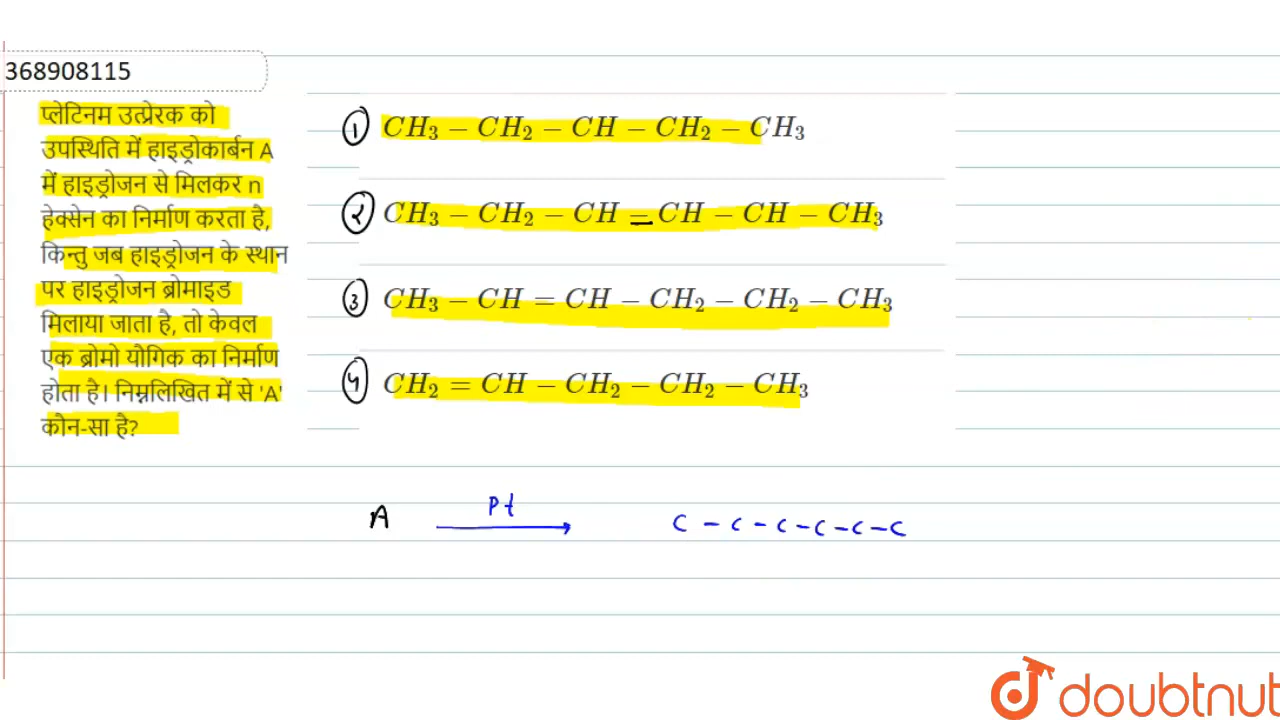 368908115
प्लेटिनम उत्प्रेरक को
उपस्थिति में हाइड्रोकार्बन A
में हाइड्रोजन से मिलकर n
हेक्सेन का निर्माण करता है,
किन्तु जब हाइड्रोजन के स्थान
पर हाइड्रोजन ब्रोमाइड
मिलाया जाता है, तो केवल
एक ब्रोमो यौगिक का निर्माण
होता है। निम्नलिखित में से 'A'
कौन-सा है?
① CH₃ − CH₂ − CH − CH₂ − CH₃
② CH₃ − CH₂ − CH = CH − CH − CH₃
③ CH₃ − CH = CH − CH₂ − CH₂ − CH₃
④ CH₂ = CH − CH₂ − CH₂ − CH₃
A Pt → C - C - C - C - C - C
doubtnut